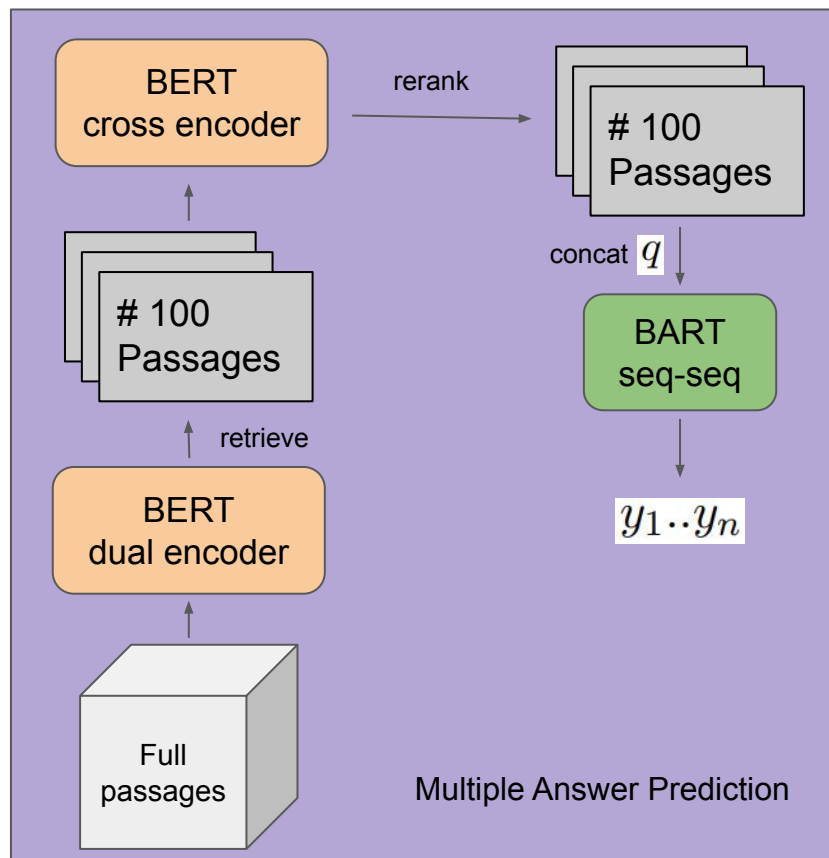 BERT
cross encoder
rerank
# 100
Passages
concat q
BART
seq-seq
y₁..yₙ
# 100
Passages
retrieve
BERT
dual encoder
Full
passages
Multiple Answer Prediction